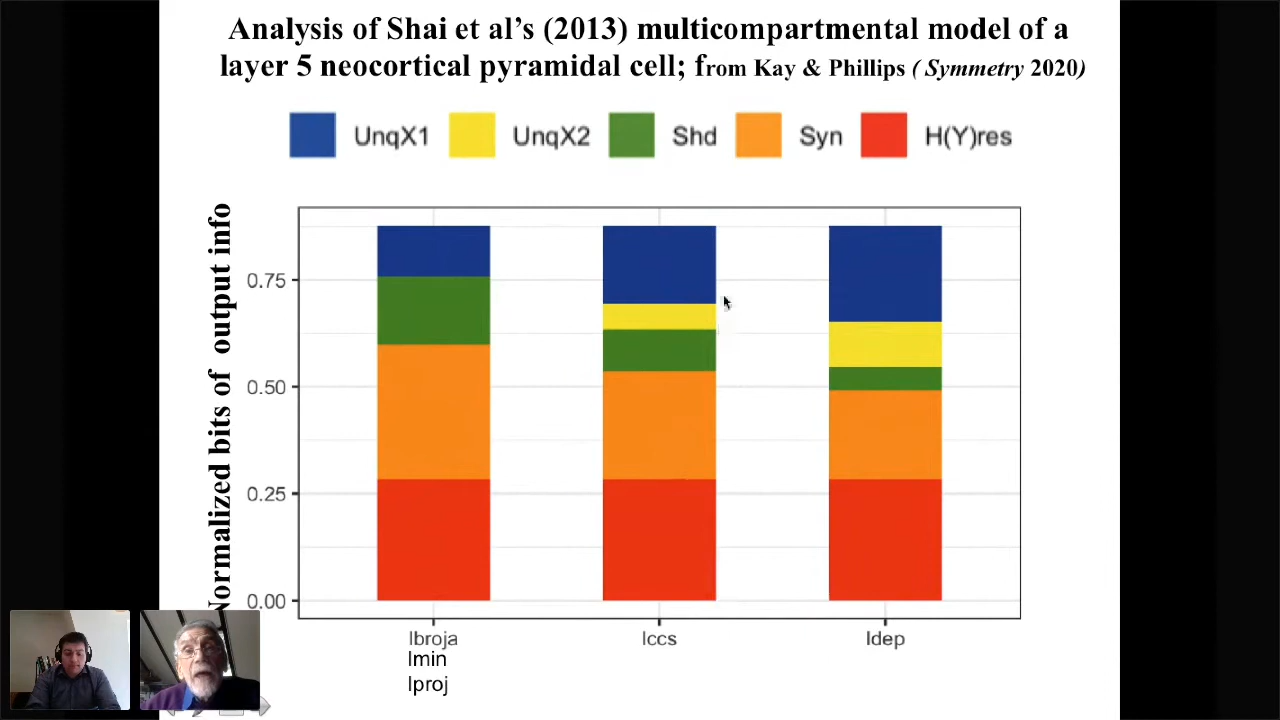 Analysis of Shai et al’s (2013) multicompartmental model of a
layer 5 neocortical pyramidal cell; from Kay & Phillips ( Symmetry 2020)
UnqX1 UnqX2 Shd Syn H(Y)res
Normalized bits of output info
0.75
0.50
0.25
0.00
Ibroja Iccs Idep
Imin
Iproj